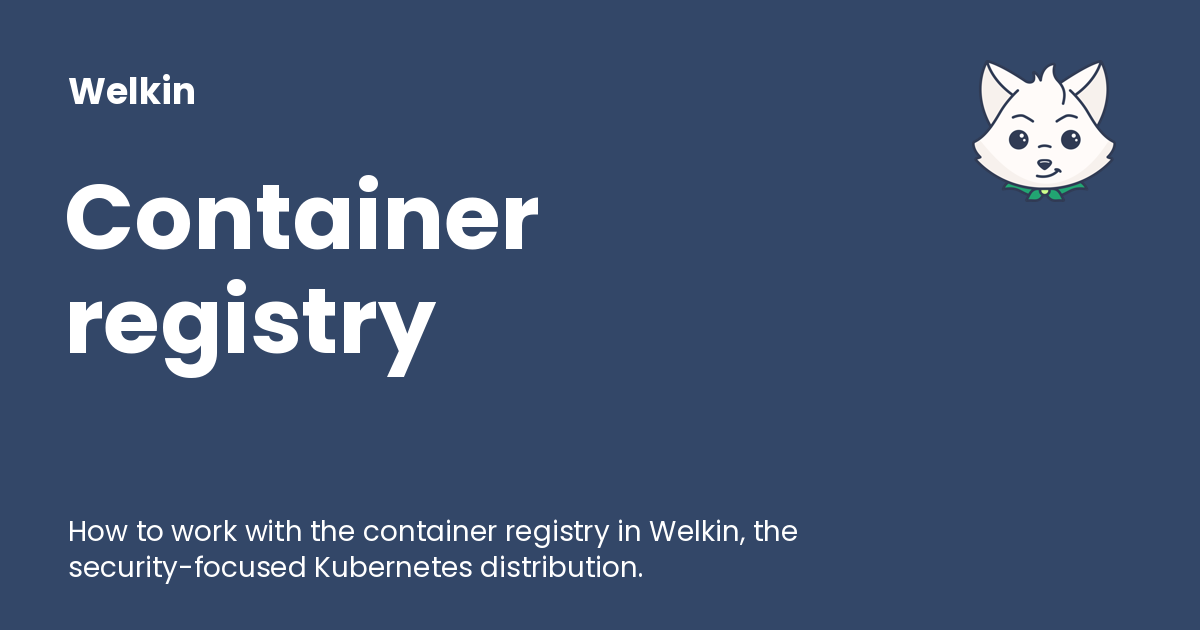 Welkin
Container
registry
How to work with the container registry in Welkin, the
security-focused Kubernetes distribution.